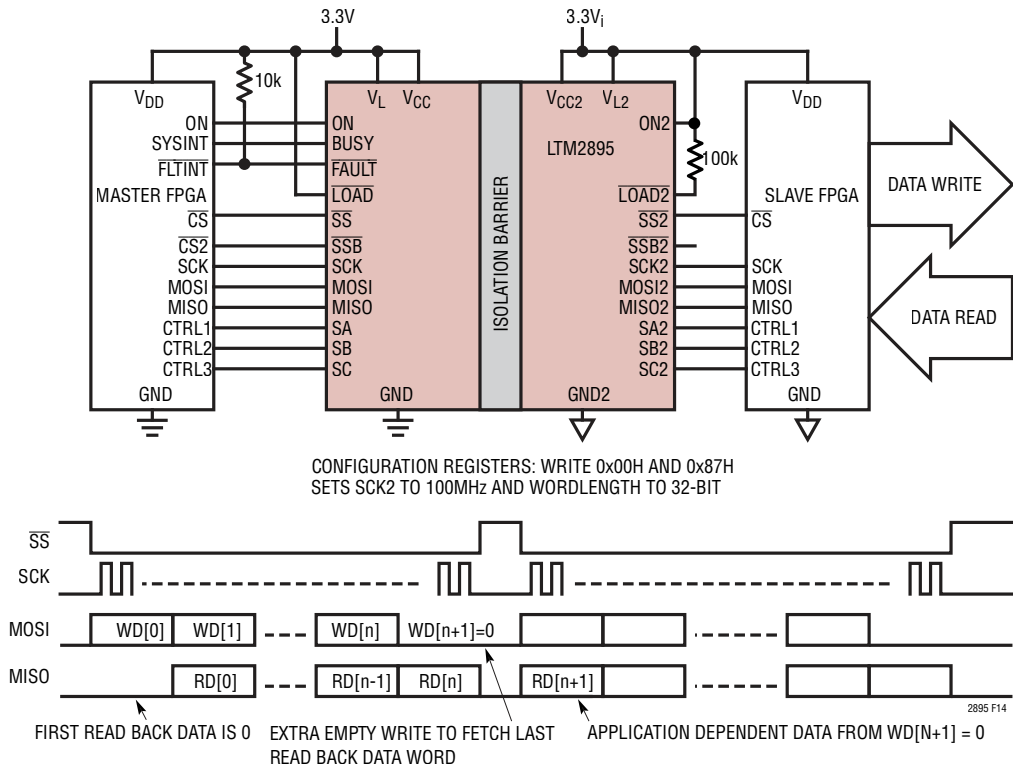 3.3V
3.3Vi
10k
100k
VDD
ON
SYSINT
FLTINT
MASTER FPGA
CS
CS2
SCK
MOSI
MISO
CTRL1
CTRL2
CTRL3
GND
VL VCC
ON
BUSY
FAULT
LOAD
SS
SSB
SCK
MOSI
MISO
SA
SB
SC
GND
ISOLATION BARRIER
VCC2 VL2
ON2
LTM2895
LOAD2
SS2
SSB2
SCK2
MOSI2
MISO2
SA2
SB2
SC2
GND2
VDD
SLAVE FPGA
CS
SCK
MOSI
MISO
CTRL1
CTRL2
CTRL3
GND
DATA WRITE
DATA READ
CONFIGURATION REGISTERS: WRITE 0x00H AND 0x87H
SETS SCK2 TO 100MHz AND WORDLENGTH TO 32-BIT
SS
SCK
MOSI WD[0] WD[1] WD[n] WD[n+1]=0
MISO RD[0] RD[n-1] RD[n] RD[n+1]
2895 F14
FIRST READ BACK DATA IS 0
EXTRA EMPTY WRITE TO FETCH LAST
READ BACK DATA WORD
APPLICATION DEPENDENT DATA FROM WD[N+1] = 0